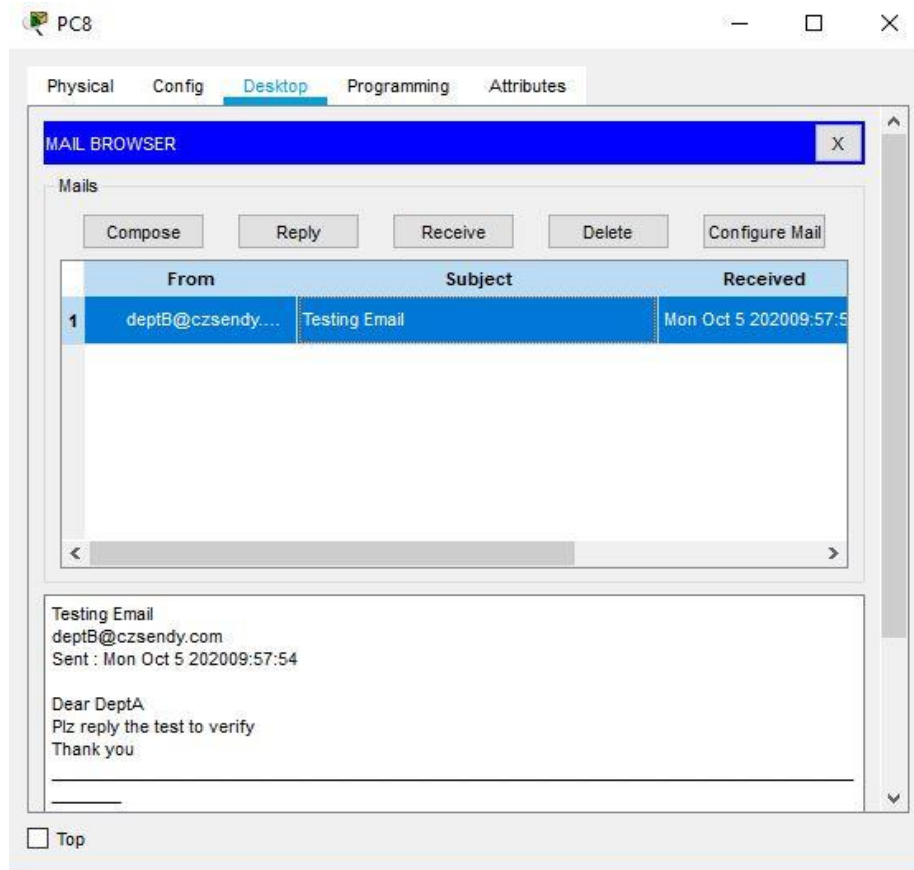 PC8
Physical Config Desktop Programming Attributes
MAIL BROWSER X
Mails
Compose Reply Receive Delete Configure Mail
From Subject Received
1 deptB@czsendy.... Testing Email Mon Oct 5 202009:57:5
Testing Email
deptB@czsendy.com
Sent : Mon Oct 5 202009:57:54
Dear DeptA
Plz reply the test to verify
Thank you
Top